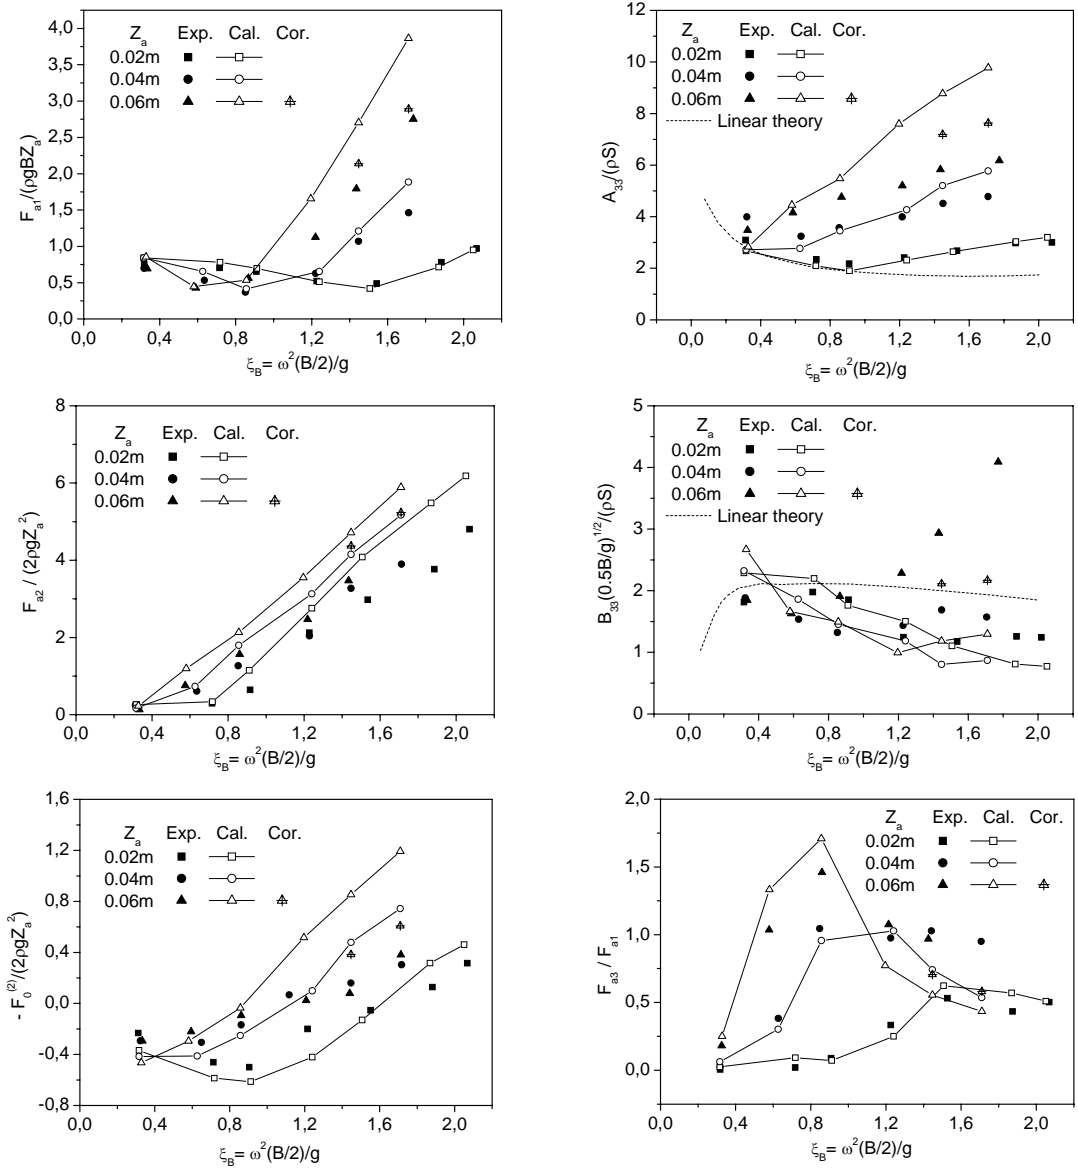 Z_a Exp. Cal. Cor.
0.02m
0.04m
0.06m
4,0
3,5
3,0
2,5
2,0
1,5
1,0
0,5
0,0
F_a1/(ρgBZ_a)
0,0 0,4 0,8 1,2 1,6 2,0
ξ_B= ω²(B/2)/g
Z_a Exp. Cal. Cor.
0.02m
0.04m
0.06m
Linear theory
12
10
8
6
4
2
0
A_33/(ρS)
0,0 0,4 0,8 1,2 1,6 2,0
ξ_B= ω²(B/2)/g
Z_a Exp. Cal. Cor.
0.02m
0.04m
0.06m
8
6
4
2
0
F_a2 / (2ρgZ_a²)
0,0 0,4 0,8 1,2 1,6 2,0
ξ_B= ω²(B/2)/g
Z_a Exp. Cal. Cor.
0.02m
0.04m
0.06m
Linear theory
5
4
3
2
1
0
B_33(0.5B/g)^1/2/(ρS)
0,0 0,4 0,8 1,2 1,6 2,0
ξ_B= ω²(B/2)/g
Z_a Exp. Cal. Cor.
0.02m
0.04m
0.06m
1,6
1,2
0,8
0,4
0,0
-0,4
-0,8
- F_0^(2)/(2ρgZ_a²)
0,0 0,4 0,8 1,2 1,6 2,0
ξ_B= ω²(B/2)/g
Z_a Exp. Cal. Cor.
0.02m
0.04m
0.06m
2,0
1,5
1,0
0,5
0,0
F_a3 / F_a1
0,0 0,4 0,8 1,2 1,6 2,0
ξ_B= ω²(B/2)/g